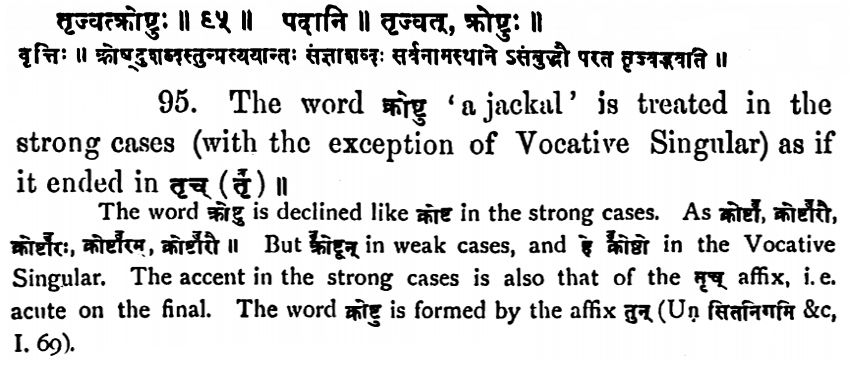 तृज्वत्क्रोष्टुः ॥ ९५ ॥ पदानि ॥ तृज्वत्, क्रोष्टुः ॥
वृत्तिः ॥ क्रोष्टुशब्दस्तुन्प्रत्ययान्तः संज्ञाशब्दः सर्वनामस्थाने ऽसंबुद्धौ परत तृज्वद्भवति ॥
95. The word क्रोष्टु 'a jackal' is treated in the
strong cases (with the exception of Vocative Singular) as if
it ended in तृच् (तृ॑) ॥
The word क्रोष्टु is declined like क्रोष्टृ in the strong cases. As क्रोष्टा॑, क्रोष्टा॑रौ,
क्रोष्टा॑रः, क्रोष्टा॑रम्, क्रोष्टा॑रौ ॥ But क्रो॑ष्टून् in weak cases, and हे क्रो॑ष्टो in the Vocative
Singular. The accent in the strong cases is also that of the तृच् affix, i. e.
acute on the final. The word क्रोष्टु is formed by the affix तुन् (Uṇ सितनिगमि &c,
I. 69).